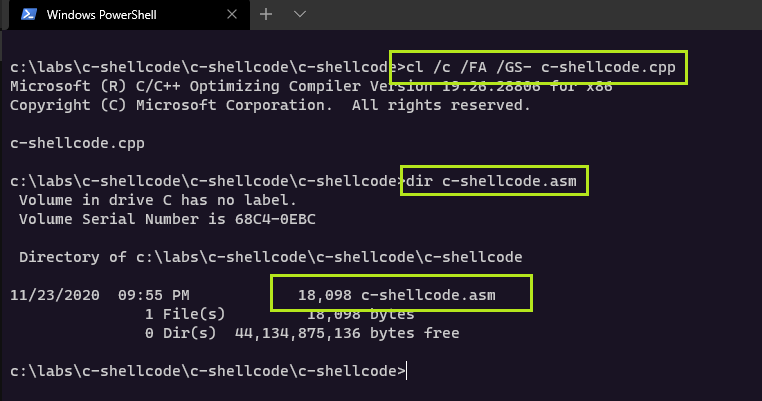 Windows PowerShell
c:\labs\c-shellcode\c-shellcode\c-shellcode>cl /c /FA /GS- c-shellcode.cpp
Microsoft (R) C/C++ Optimizing Compiler Version 19.26.28806 for x86
Copyright (C) Microsoft Corporation.  All rights reserved.
c-shellcode.cpp
c:\labs\c-shellcode\c-shellcode\c-shellcode>dir c-shellcode.asm
Volume in drive C has no label.
Volume Serial Number is 68C4-0EBC
Directory of c:\labs\c-shellcode\c-shellcode\c-shellcode
11/23/2020  09:55 PM            18,098 c-shellcode.asm
1 File(s)         18,098 bytes
0 Dir(s)  44,134,875,136 bytes free
c:\labs\c-shellcode\c-shellcode\c-shellcode>